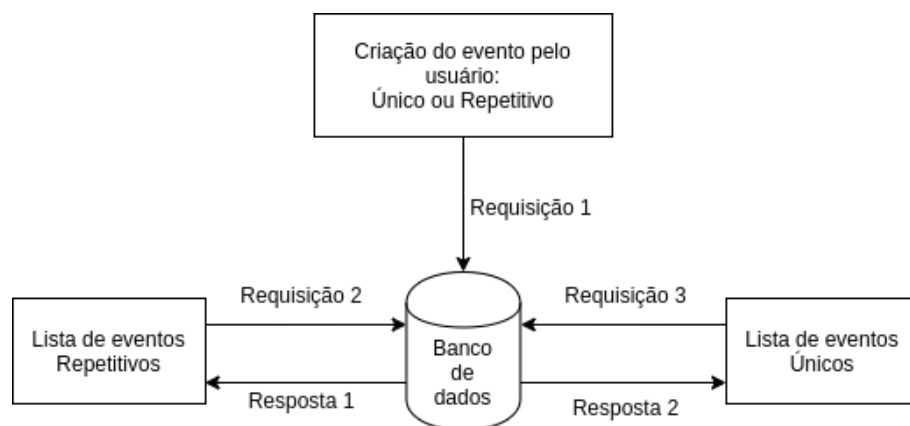 Criação do evento pelo
usuário:
Único ou Repetitivo
Requisição 1
Requisição 2
Requisição 3
Lista de eventos
Repetitivos
Banco
de
dados
Lista de eventos
Únicos
Resposta 1
Resposta 2